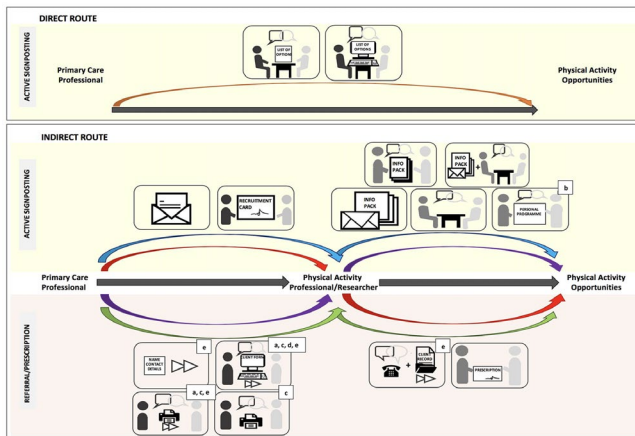 DIRECT ROUTE
ACTIVE SIGNPOSTING
LIST OF
OPTIONS
LIST OF
OPTIONS
Primary Care
Professional
Physical Activity
Opportunities
INDIRECT ROUTE
ACTIVE SIGNPOSTING
INFO
PACK
INFO
PACK
+
RECRUITMENT
CARD
INFO
PACK
b
PERSONAL
PROGRAMME
Primary Care
Professional
Physical Activity
Professional/Researcher
Physical Activity
Opportunities
REFERRAL/PRESCRIPTION
e
NAME
CONTACT
DETAILS
a, c, d, e
CLIENT FORM
a, c, e
c
e
+
CLIENT
RECORD
PRESCRIPTION